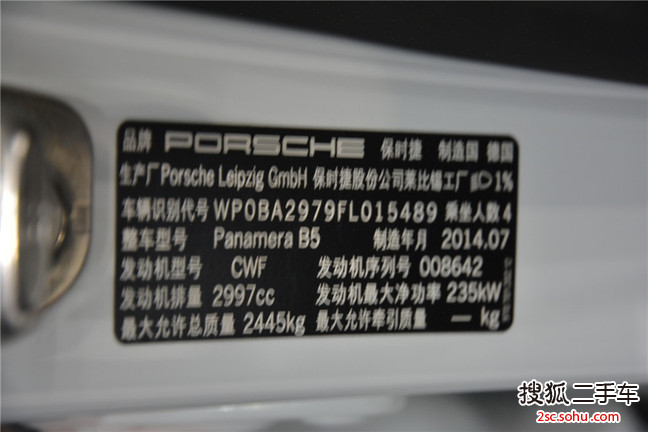 品牌 PORSCHE 保时捷 制造国 德国
生产厂 Porsche Leipzig GmbH 保时捷股份公司莱比锡工厂 1%
车辆识别代号 WP0BA2979FL015489 乘坐人数 4
整车型号 Panamera B5 制造年月 2014.07
发动机型号 CWF 发动机序列号 008642
发动机排量 2997cc 发动机最大净功率 235kW
最大允许总质量 2445kg 最大允许牵引质量 — kg
搜狐二手车
2sc.sohu.com